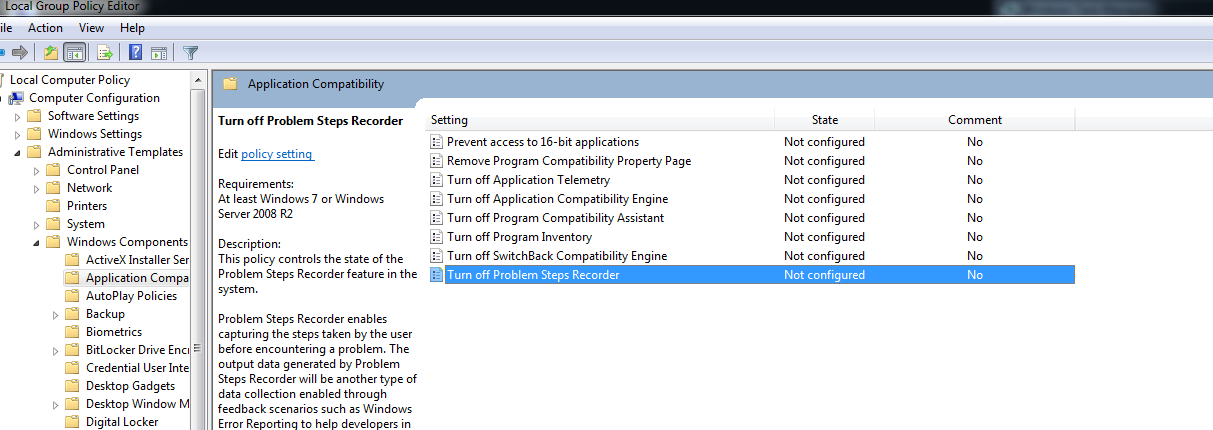 Local Group Policy Editor
ile Action View Help
Local Computer Policy
Computer Configuration
Software Settings
Windows Settings
Administrative Templates
Control Panel
Network
Printers
System
Windows Components
ActiveX Installer Ser
Application Compa
AutoPlay Policies
Backup
Biometrics
BitLocker Drive Enc
Credential User Inte
Desktop Gadgets
Desktop Window M
Digital Locker
Application Compatibility
Turn off Problem Steps Recorder
Edit policy setting
Requirements:
At least Windows 7 or Windows
Server 2008 R2
Description:
This policy controls the state of the
Problem Steps Recorder feature in the
system.
Problem Steps Recorder enables
capturing the steps taken by the user
before encountering a problem. The
output data generated by Problem
Steps Recorder will be another type of
data collection enabled through
feedback scenarios such as Windows
Error Reporting to help developers in
Setting State Comment
Prevent access to 16-bit applications Not configured No
Remove Program Compatibility Property Page Not configured No
Turn off Application Telemetry Not configured No
Turn off Application Compatibility Engine Not configured No
Turn off Program Compatibility Assistant Not configured No
Turn off Program Inventory Not configured No
Turn off SwitchBack Compatibility Engine Not configured No
Turn off Problem Steps Recorder Not configured No